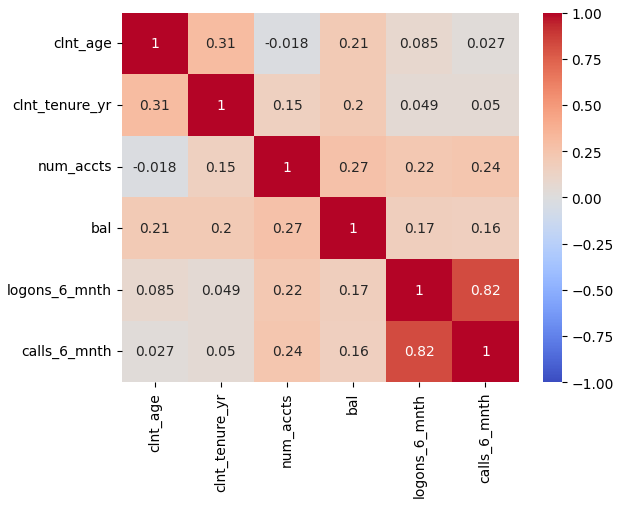 clnt_age 1 0.31 -0.018 0.21 0.085 0.027
clnt_tenure_yr 0.31 1 0.15 0.2 0.049 0.05
num_accts -0.018 0.15 1 0.27 0.22 0.24
bal 0.21 0.2 0.27 1 0.17 0.16
logons_6_mnth 0.085 0.049 0.22 0.17 1 0.82
calls_6_mnth 0.027 0.05 0.24 0.16 0.82 1
clnt_age
clnt_tenure_yr
num_accts
bal
logons_6_mnth
calls_6_mnth
1.00
0.75
0.50
0.25
0.00
−0.25
−0.50
−0.75
−1.00